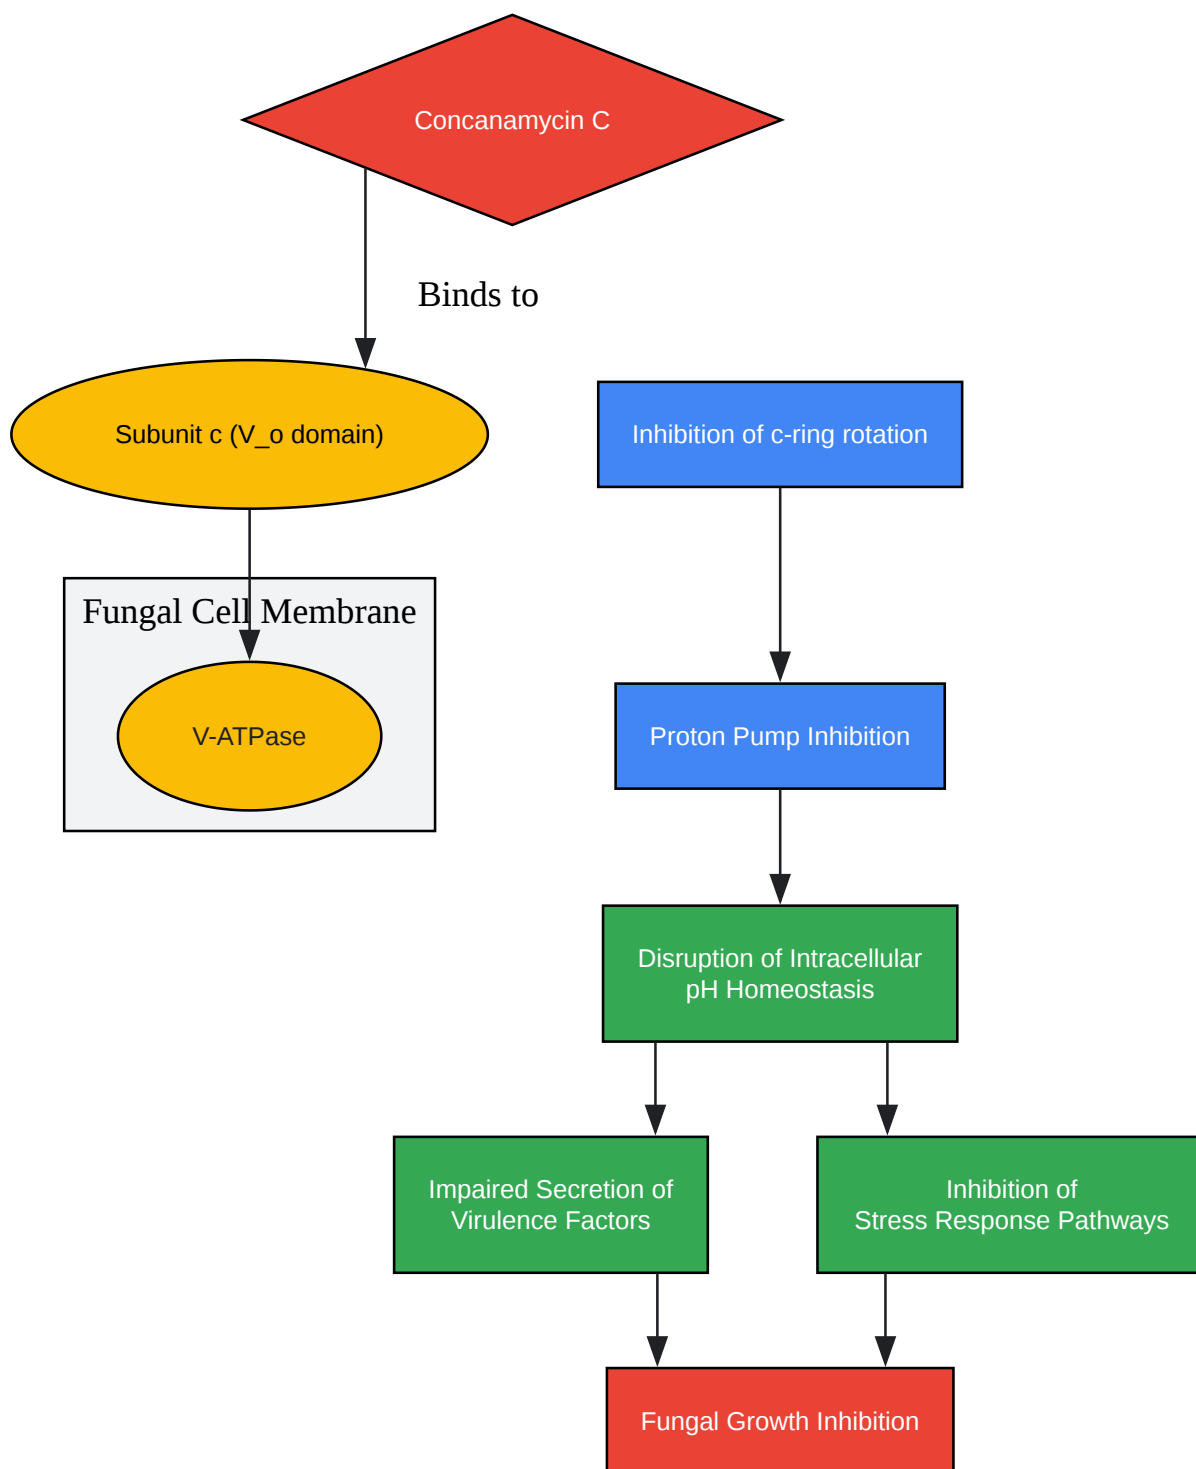 Concanamycin C
Binds to
Subunit c (V_o domain)
Inhibition of c-ring rotation
Fungal Cell Membrane
V-ATPase
Proton Pump Inhibition
Disruption of Intracellular
pH Homeostasis
Impaired Secretion of
Virulence Factors
Inhibition of
Stress Response Pathways
Fungal Growth Inhibition